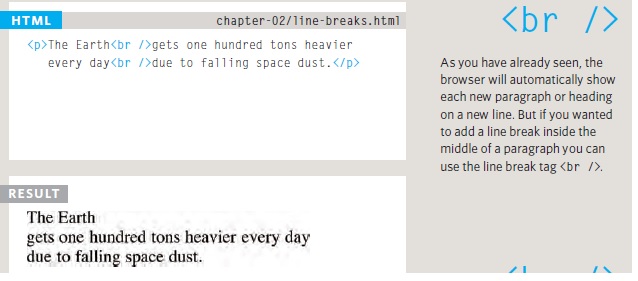 HTML
chapter-02/line-breaks.html
<p>The Earth<br />gets one hundred tons heavier
every day<br />due to falling space dust.</p>
RESULT
The Earth
gets one hundred tons heavier every day
due to falling space dust.
<br />
As you have already seen, the
browser will automatically show
each new paragraph or heading
on a new line. But if you wanted
to add a line break inside the
middle of a paragraph you can
use the line break tag <br />.